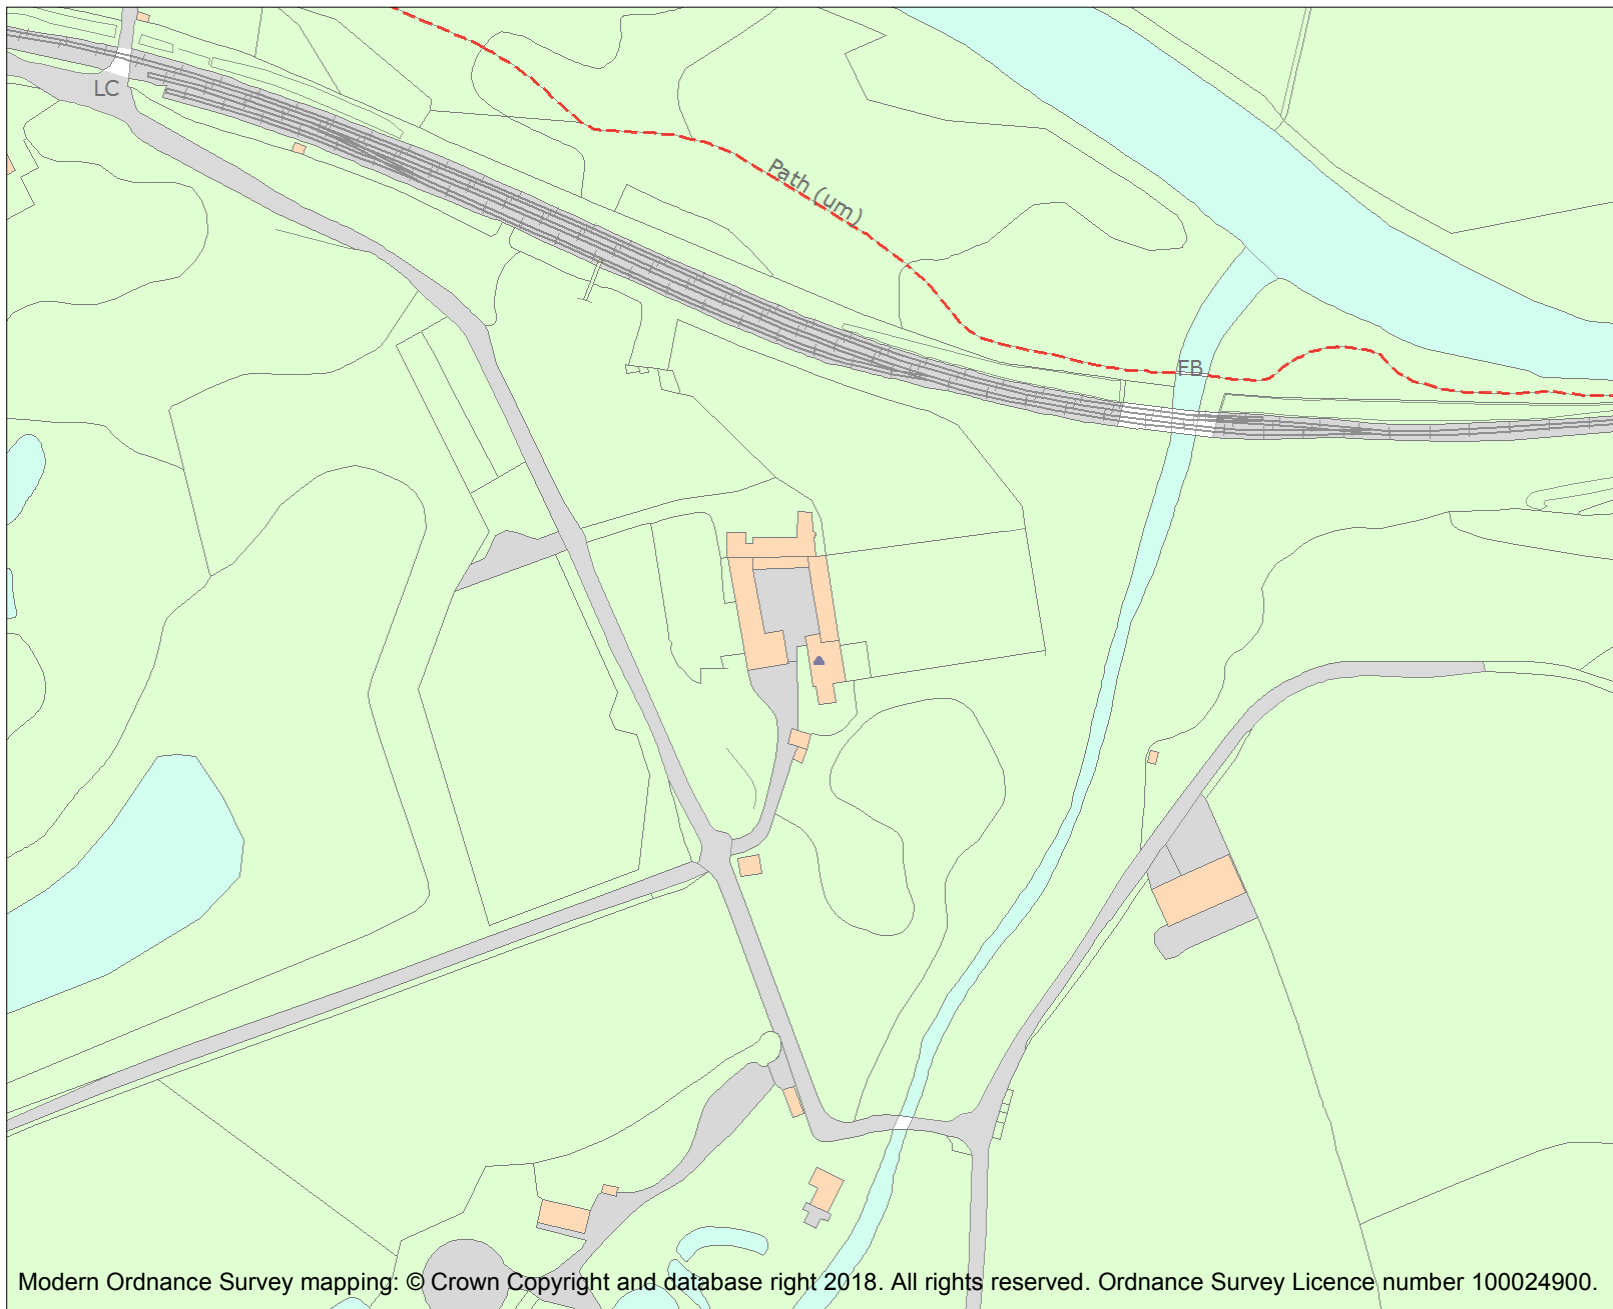 LC
Path (um)
FB
Modern Ordnance Survey mapping: © Crown Copyright and database right 2018. All rights reserved. Ordnance Survey Licence number 100024900.